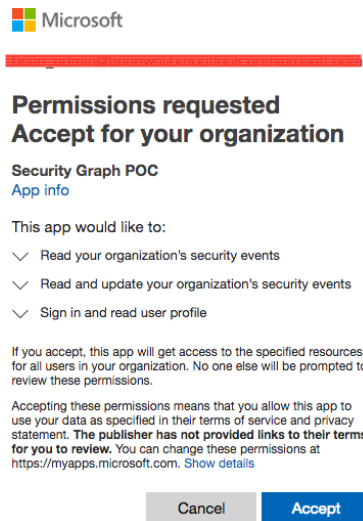 Microsoft
Permissions requested
Accept for your organization
Security Graph POC
App info
This app would like to:
Read your organization's security events
Read and update your organization's security events
Sign in and read user profile
If you accept, this app will get access to the specified resources
for all users in your organization. No one else will be prompted to
review these permissions.
Accepting these permissions means that you allow this app to
use your data as specified in their terms of service and privacy
statement. The publisher has not provided links to their terms
for you to review. You can change these permissions at
https://myapps.microsoft.com. Show details
Cancel
Accept